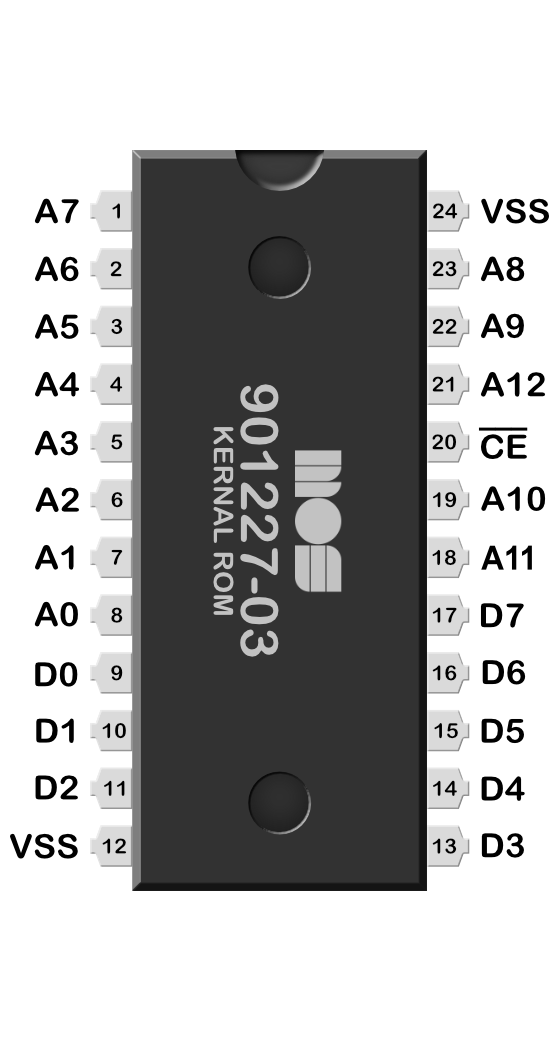 A7 1 24 VSS
A6 2 23 A8
A5 3 22 A9
A4 4 21 A12
A3 5 20 C̅E̅
A2 6 19 A10
A1 7 18 A11
A0 8 17 D7
D0 9 16 D6
D1 10 15 D5
D2 11 14 D4
VSS 12 13 D3
mos
901227-03
KERNAL ROM